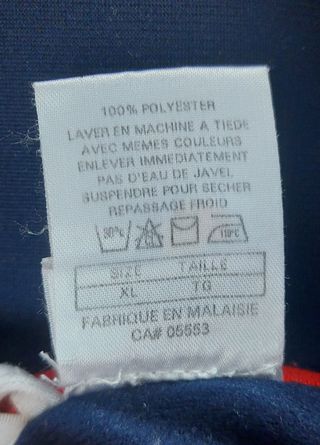 100% POLYESTER
LAVER EN MACHINE A TIEDE
AVEC MEMES COULEURS
ENLEVER IMMEDIATEMENT
PAS D'EAU DE JAVEL
SUSPENDRE POUR SECHER
REPASSAGE FROID
30°c 110°C
SIZE TAILLE
XL TG
FABRIQUE EN MALAISIE
CA# 05553